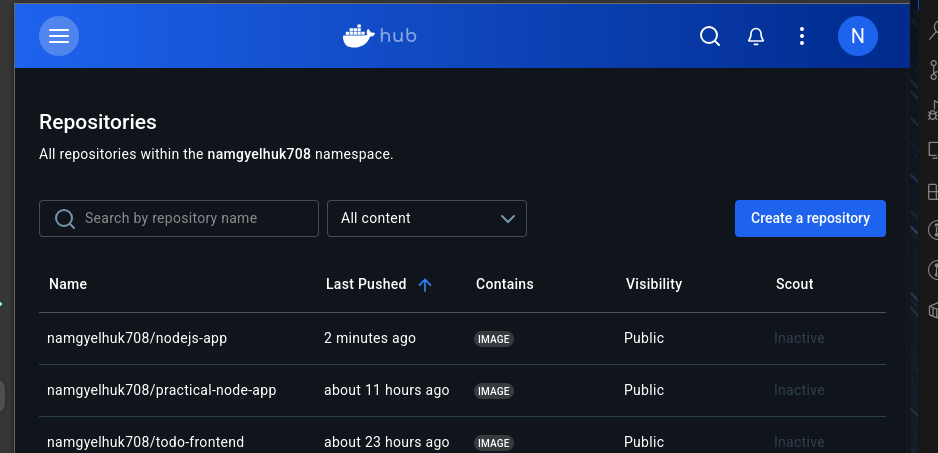 hub
N
Repositories
All repositories within the namgyelhuk708 namespace.
Search by repository name
All content
Create a repository
Name Last Pushed Contains Visibility Scout
namgyelhuk708/nodejs-app 2 minutes ago IMAGE Public Inactive
namgyelhuk708/practical-node-app about 11 hours ago IMAGE Public Inactive
namgyelhuk708/todo-frontend about 23 hours ago IMAGE Public Inactive